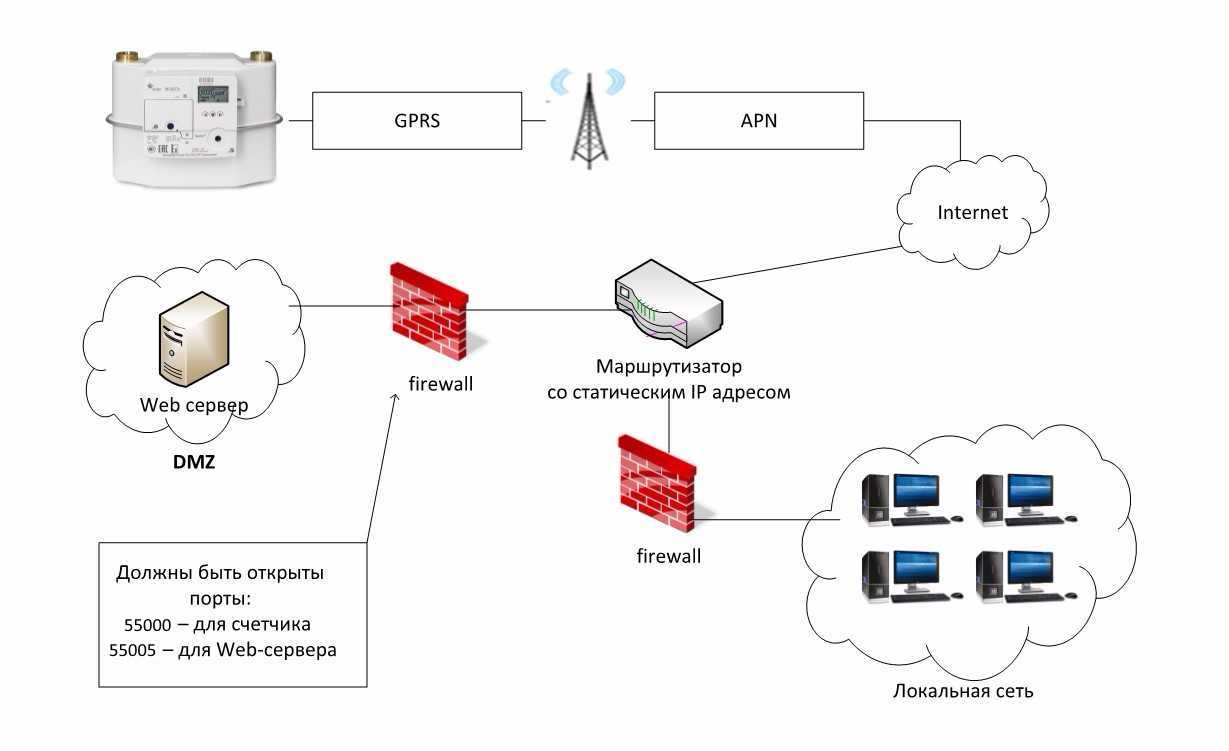 GPRS
APN
Internet
firewall
Маршрутизатор
со статическим IP адресом
Web сервер
DMZ
firewall
Должны быть открыты
порты:
55000 – для счетчика
55005 – для Web-сервера
Локальная сеть